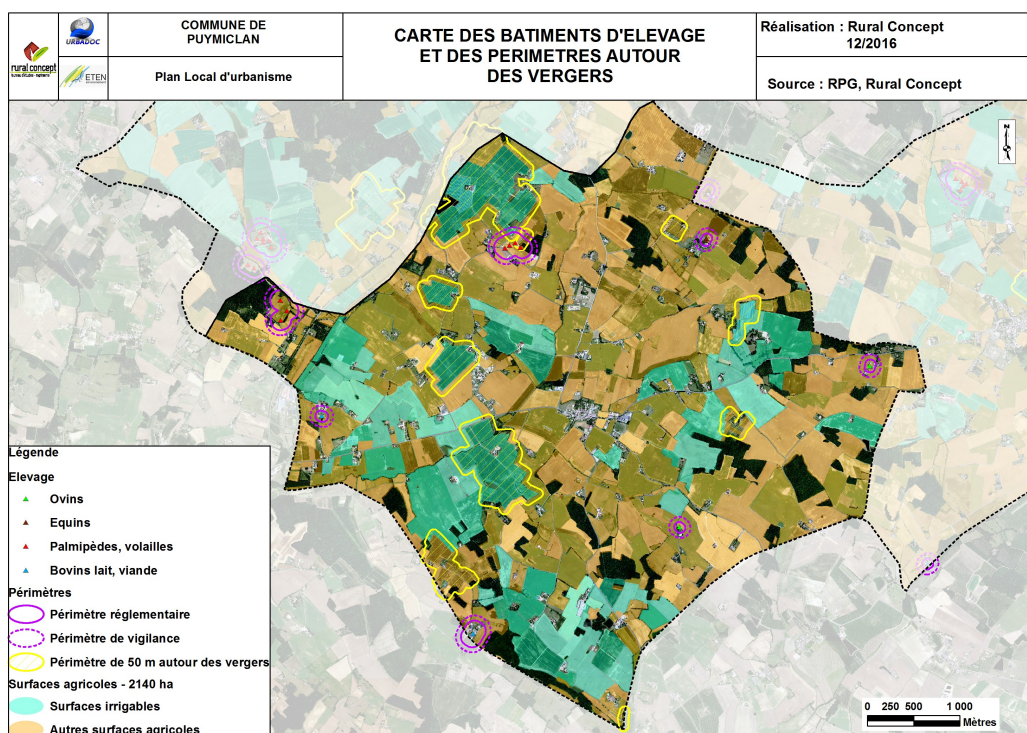 rural concept
URBADOC
ETEN
COMMUNE DE
PUYMICLAN
Plan Local d'urbanisme
CARTE DES BATIMENTS D'ELEVAGE
ET DES PERIMETRES AUTOUR
DES VERGERS
Réalisation : Rural Concept
12/2016
Source : RPG, Rural Concept
N
Légende
Elevage
Ovins
Equins
Palmipèdes, volailles
Bovins lait, viande
Périmètres
Périmètre réglementaire
Périmètre de vigilance
Périmètre de 50 m autour des vergers
Surfaces agricoles - 2140 ha
Surfaces irrigables
Autres surfaces agricoles
0 250 500 1 000
Mètres